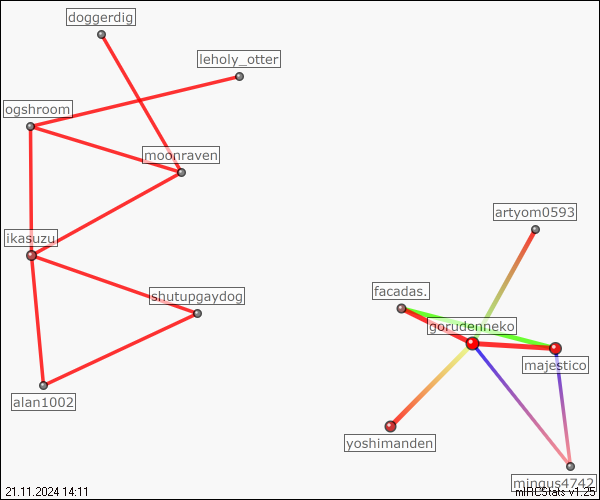 doggerdig
leholy_otter
ogshroom
moonraven
artyom0593
ikasuzu
facadas.
shutupgaydog
gorudenneko
majestico
alan1002
yoshimanden
mingus4742
21.11.2024 14:11
mIRCStats v1.25